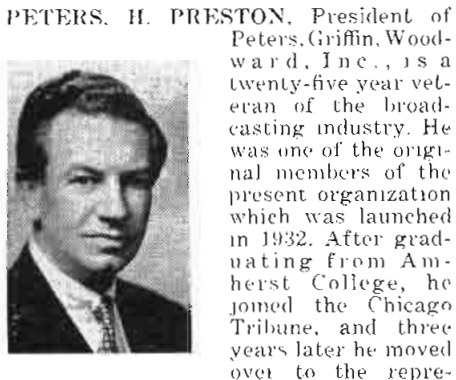 PETERS, H. PRESTON, President of
Peters, Griffin, Wood-
ward, Inc., is a
twenty-five year vet-
eran of the broad-
casting industry. He
was one of the origi-
nal members of the
present organization
which was launched
in 1932. After grad-
uating from Am-
herst College, he
joined the Chicago
Tribune, and three
years later he moved
over to the repre-